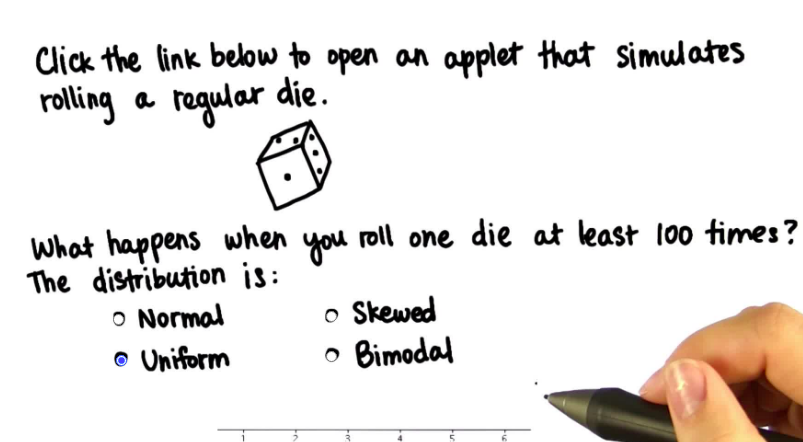 Click the link below to open an applet that simulates
rolling a regular die.
What happens when you roll one die at least 100 times?
The distribution is:
Normal Skewed
Uniform Bimodal
1 2 3 4 5 6